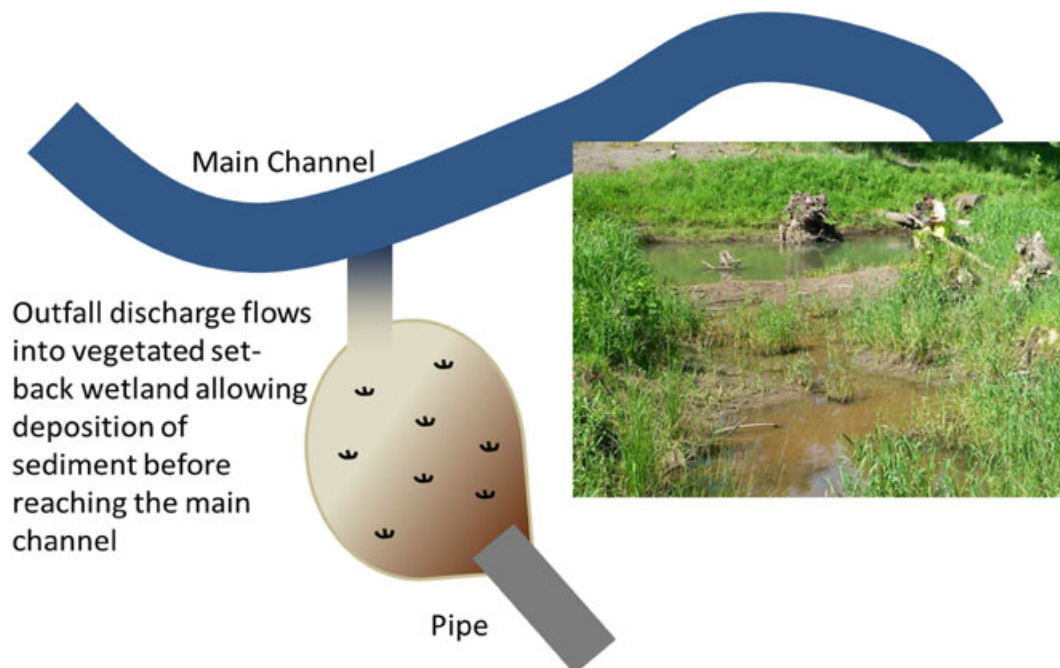 Main Channel
Outfall discharge flows
into vegetated set-
back wetland allowing
deposition of
sediment before
reaching the main
channel
Pipe